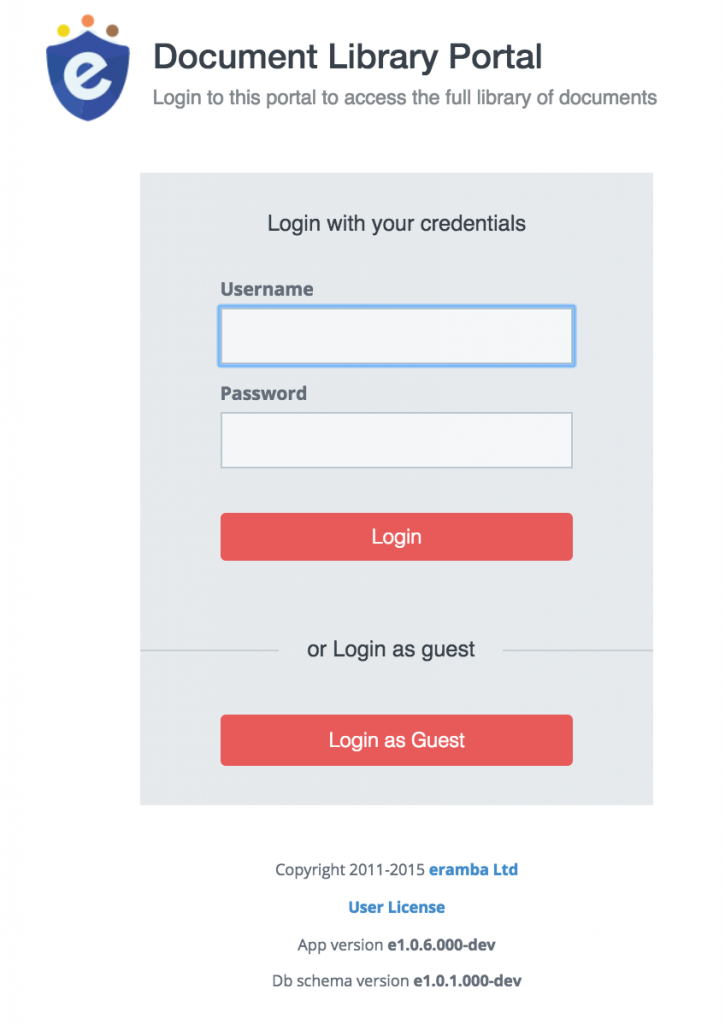 e
Document Library Portal
Login to this portal to access the full library of documents
Login with your credentials
Username
Password
Login
or Login as guest
Login as Guest
Copyright 2011-2015 eramba Ltd
User License
App version e1.0.6.000-dev
Db schema version e1.0.1.000-dev